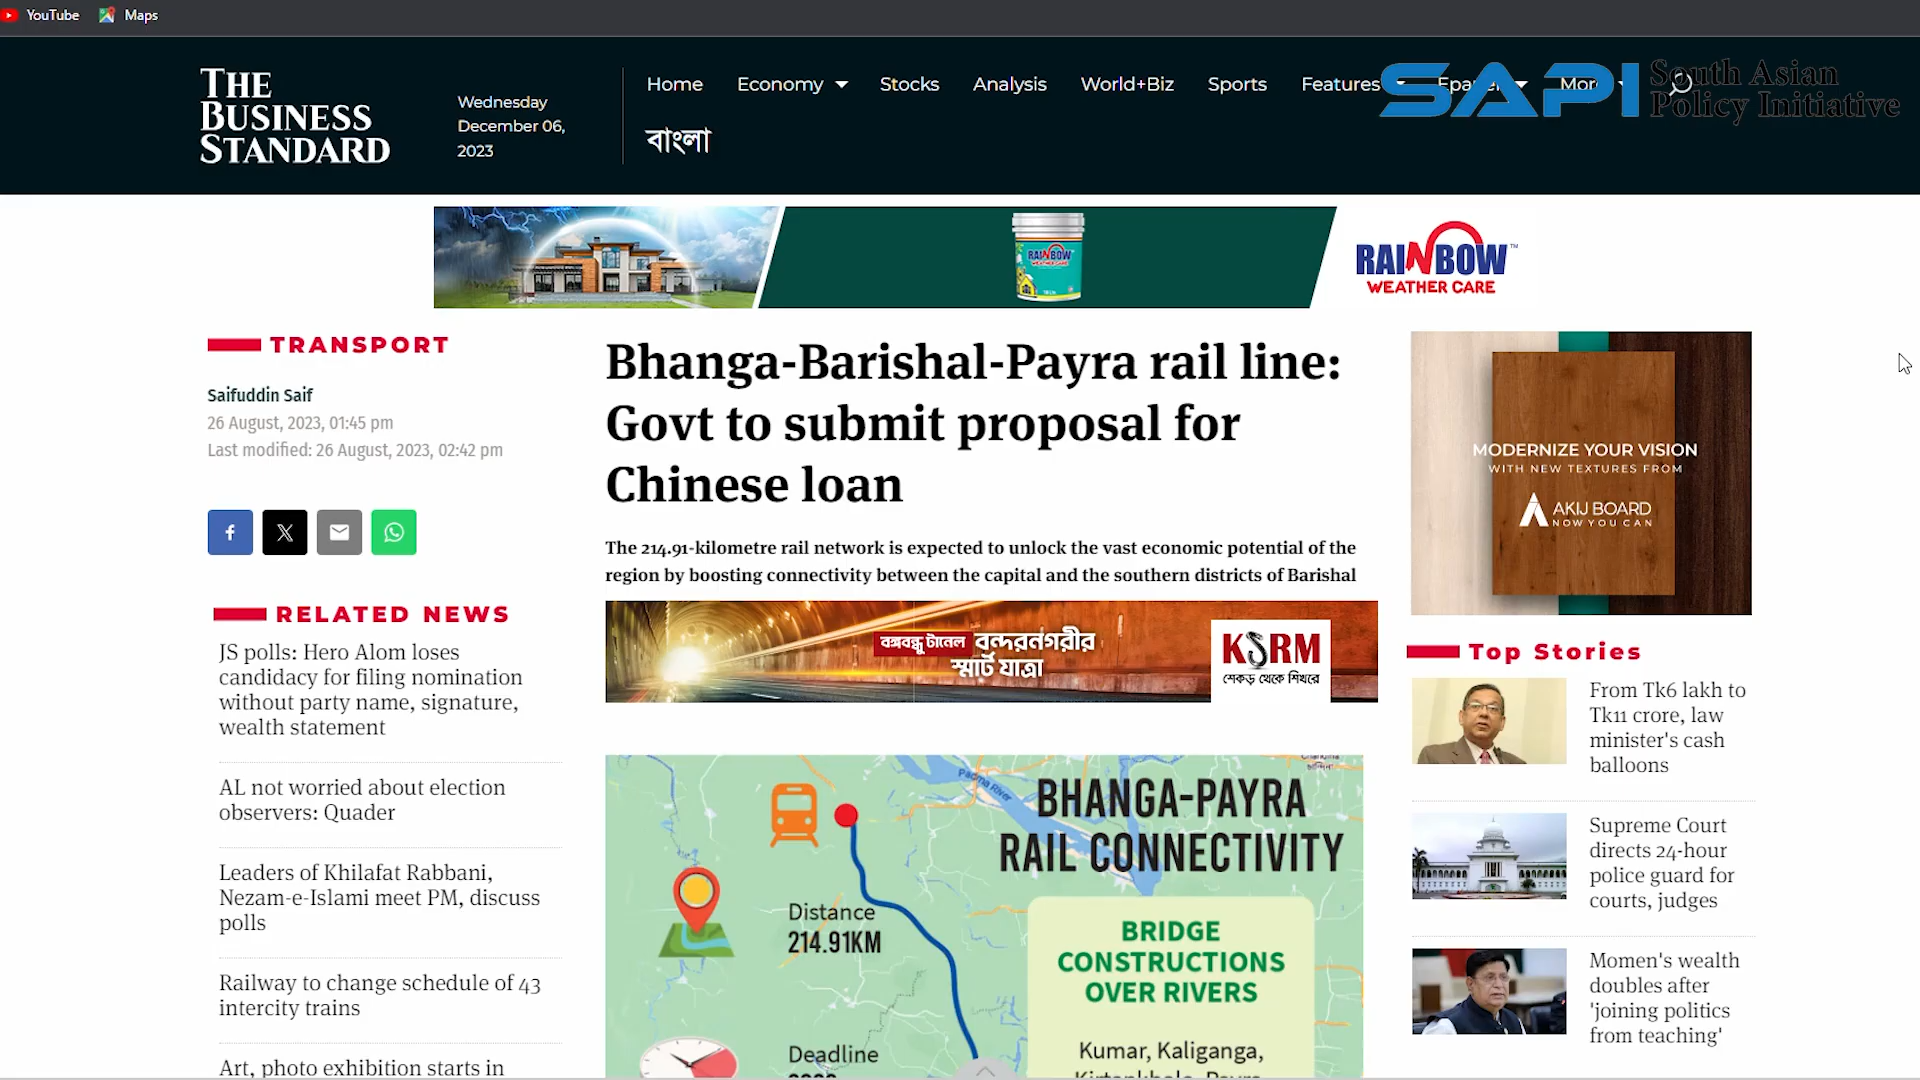 YouTube
Maps
THE
BUSINESS
STANDARD
Wednesday
December 06,
2023
Home
Economy
Stocks
Analysis
World+Biz
Sports
Features
Epaper
More
বাংলা
SAPI
South Asian
Policy Initiative
RAINBOW
WEATHER CARE
RAINBOW™
WEATHER CARE
TRANSPORT
Saifuddin Saif
26 August, 2023, 01:45 pm
Last modified: 26 August, 2023, 02:42 pm
RELATED NEWS
JS polls: Hero Alom loses
candidacy for filing nomination
without party name, signature,
wealth statement
AL not worried about election
observers: Quader
Leaders of Khilafat Rabbani,
Nezam-e-Islami meet PM, discuss
polls
Railway to change schedule of 43
intercity trains
Art, photo exhibition starts in
Bhanga-Barishal-Payra rail line:
Govt to submit proposal for
Chinese loan
The 214.91-kilometre rail network is expected to unlock the vast economic potential of the
region by boosting connectivity between the capital and the southern districts of Barishal
বঙ্গবন্ধু টানেল বন্দরনগরীর
স্মার্ট যাত্রা
KSRM
শেকড় থেকে শিখরে
Padma River
BHANGA-PAYRA
RAIL CONNECTIVITY
Distance
214.91KM
Deadline
BRIDGE
CONSTRUCTIONS
OVER RIVERS
Kumar, Kaliganga,
Kirtankhola, Payra,
MODERNIZE YOUR VISION
WITH NEW TEXTURES FROM
AKIJ BOARD
NOW YOU CAN
Top Stories
From Tk6 lakh to
Tk11 crore, law
minister's cash
balloons
Supreme Court
directs 24-hour
police guard for
courts, judges
Momen's wealth
doubles after
'joining politics
from teaching'